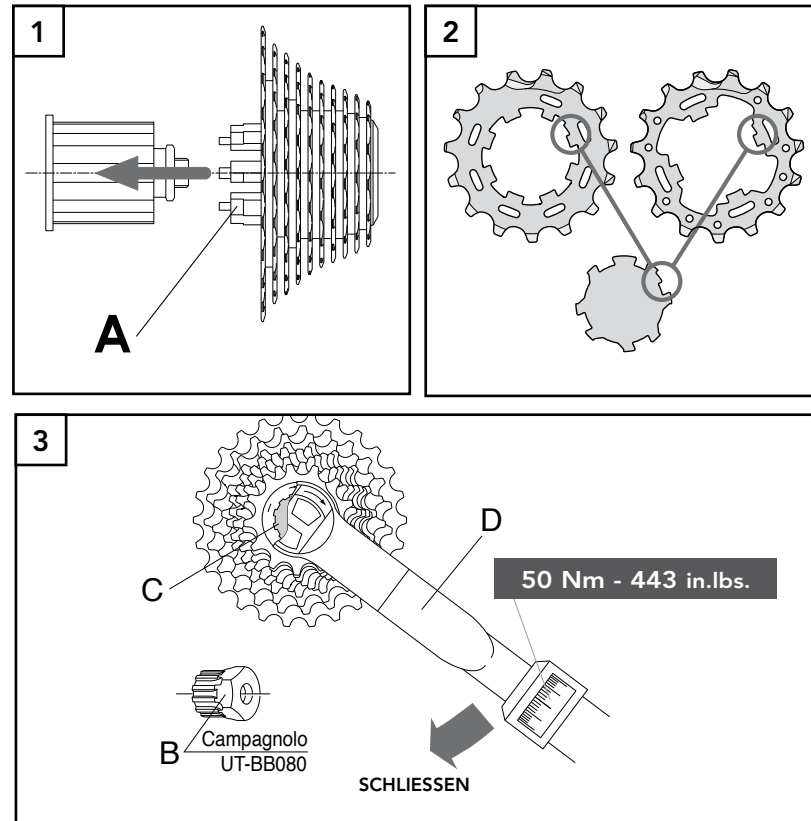 1
A
2
3
C
D
50 Nm - 443 in.lbs.
B
Campagnolo
UT-BB080
SCHLIESSEN